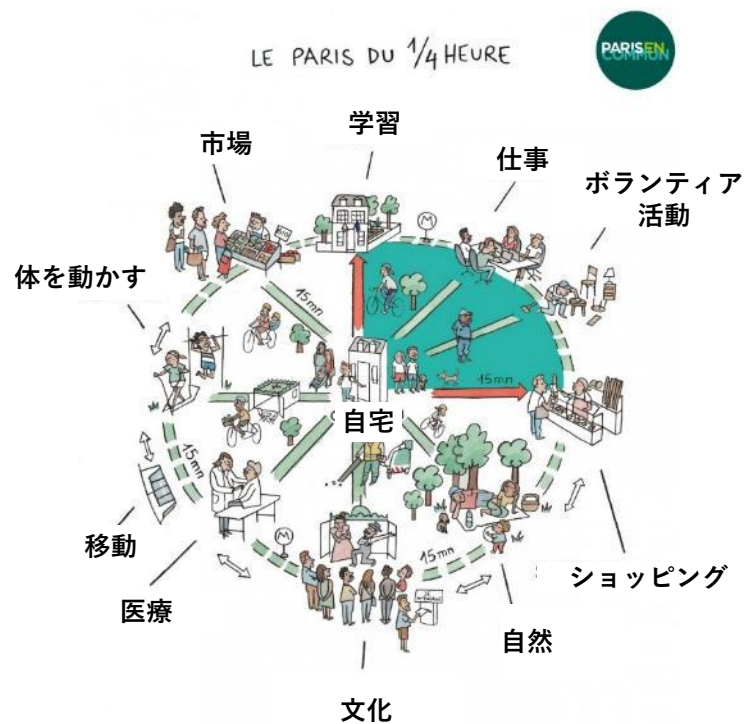 LE PARIS DU 1/4 HEURE
PARISEN
COMMUN
学習
市場
仕事
ボランティア
活動
体を動かす
M
15mn
15mn
自宅
15mn
移動
M
15mn
ショッピング
医療
自然
文化